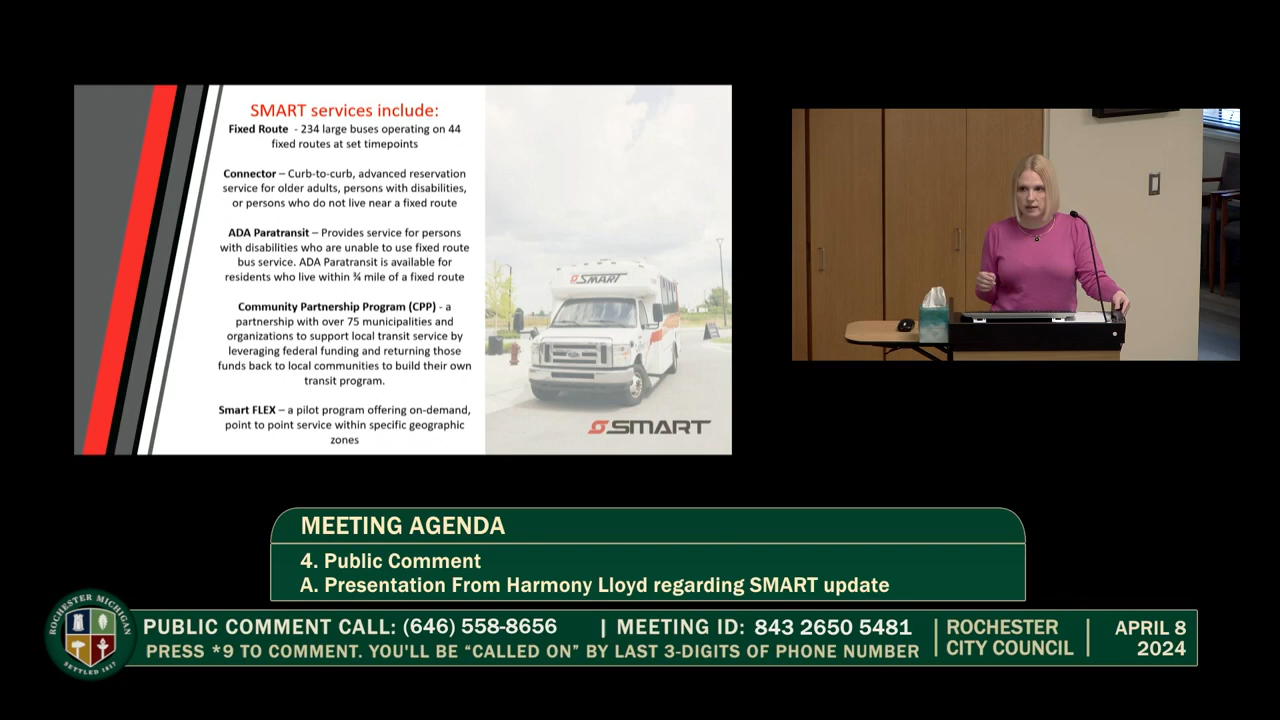 SMART services include:
Fixed Route - 234 large buses operating on 44
fixed routes at set timepoints
Connector – Curb-to-curb, advanced reservation
service for older adults, persons with disabilities,
or persons who do not live near a fixed route
ADA Paratransit – Provides service for persons
with disabilities who are unable to use fixed route
bus service. ADA Paratransit is available for
residents who live within ¾ mile of a fixed route
Community Partnership Program (CPP) - a
partnership with over 75 municipalities and
organizations to support local transit service by
leveraging federal funding and returning those
funds back to local communities to build their own
transit program.
Smart FLEX – a pilot program offering on-demand,
point to point service within specific geographic
zones
SMART
SMART
MEETING AGENDA
4. Public Comment
A. Presentation From Harmony Lloyd regarding SMART update
ROCHESTER MICHIGAN
SETTLED 1817
PUBLIC COMMENT CALL: (646) 558-8656 | MEETING ID: 843 2650 5481
PRESS *9 TO COMMENT. YOU'LL BE “CALLED ON” BY LAST 3-DIGITS OF PHONE NUMBER
ROCHESTER
CITY COUNCIL
APRIL 8
2024